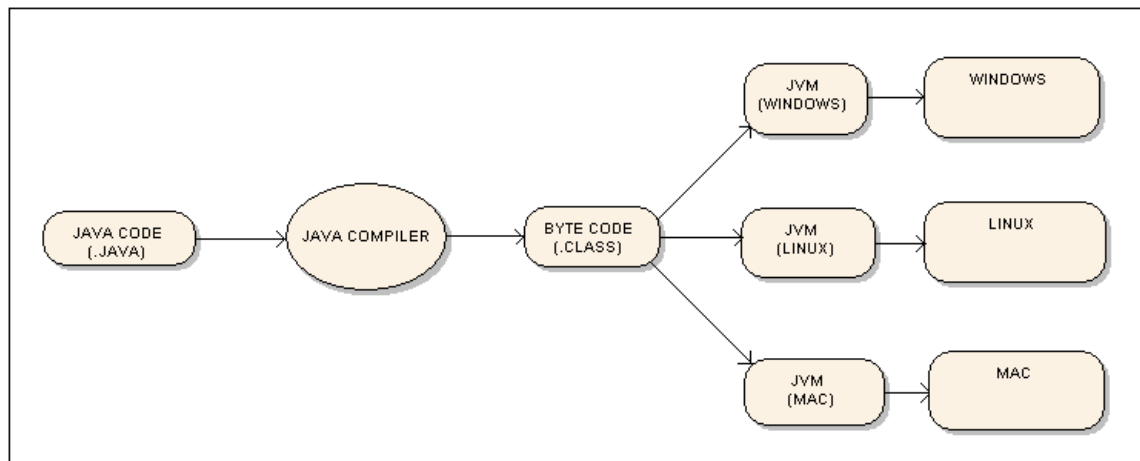 JAVA CODE
(.JAVA)
JAVA COMPILER
BYTE CODE
(.CLASS)
JVM
(WINDOWS)
WINDOWS
JVM
(LINUX)
LINUX
JVM
(MAC)
MAC